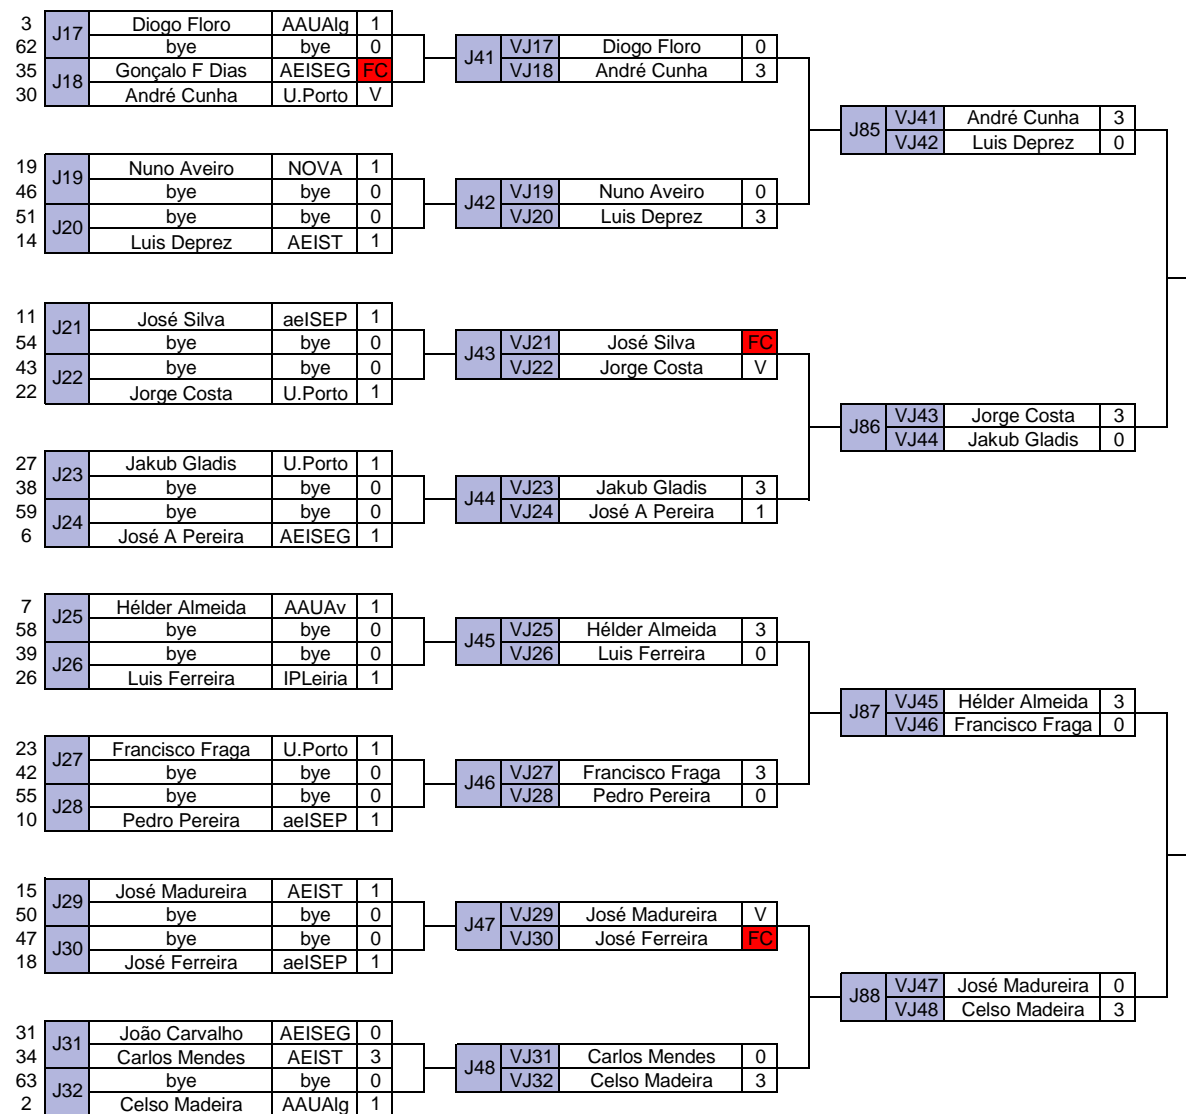 3 J17 Diogo Floro AAUAlg 1
62 bye bye 0
35 J18 Gonçalo F Dias AEISEG FC
30 André Cunha U.Porto V
J41 VJ17 Diogo Floro 0
VJ18 André Cunha 3
J85 VJ41 André Cunha 3
VJ42 Luis Deprez 0
19 J19 Nuno Aveiro NOVA 1
46 bye bye 0
51 J20 bye bye 0
14 Luis Deprez AEIST 1
J42 VJ19 Nuno Aveiro 0
VJ20 Luis Deprez 3
11 J21 José Silva aeISEP 1
54 bye bye 0
43 J22 bye bye 0
22 Jorge Costa U.Porto 1
J43 VJ21 José Silva FC
VJ22 Jorge Costa V
J86 VJ43 Jorge Costa 3
VJ44 Jakub Gladis 0
27 J23 Jakub Gladis U.Porto 1
38 bye bye 0
59 J24 bye bye 0
6 José A Pereira AEISEG 1
J44 VJ23 Jakub Gladis 3
VJ24 José A Pereira 1
7 J25 Hélder Almeida AAUAv 1
58 bye bye 0
39 J26 bye bye 0
26 Luis Ferreira IPLeiria 1
J45 VJ25 Hélder Almeida 3
VJ26 Luis Ferreira 0
J87 VJ45 Hélder Almeida 3
VJ46 Francisco Fraga 0
23 J27 Francisco Fraga U.Porto 1
42 bye bye 0
55 J28 bye bye 0
10 Pedro Pereira aeISEP 1
J46 VJ27 Francisco Fraga 3
VJ28 Pedro Pereira 0
15 J29 José Madureira AEIST 1
50 bye bye 0
47 J30 bye bye 0
18 José Ferreira aeISEP 1
J47 VJ29 José Madureira V
VJ30 José Ferreira FC
J88 VJ47 José Madureira 0
VJ48 Celso Madeira 3
31 J31 João Carvalho AEISEG 0
34 Carlos Mendes AEIST 3
63 J32 bye bye 0
2 Celso Madeira AAUAlg 1
J48 VJ31 Carlos Mendes 0
VJ32 Celso Madeira 3